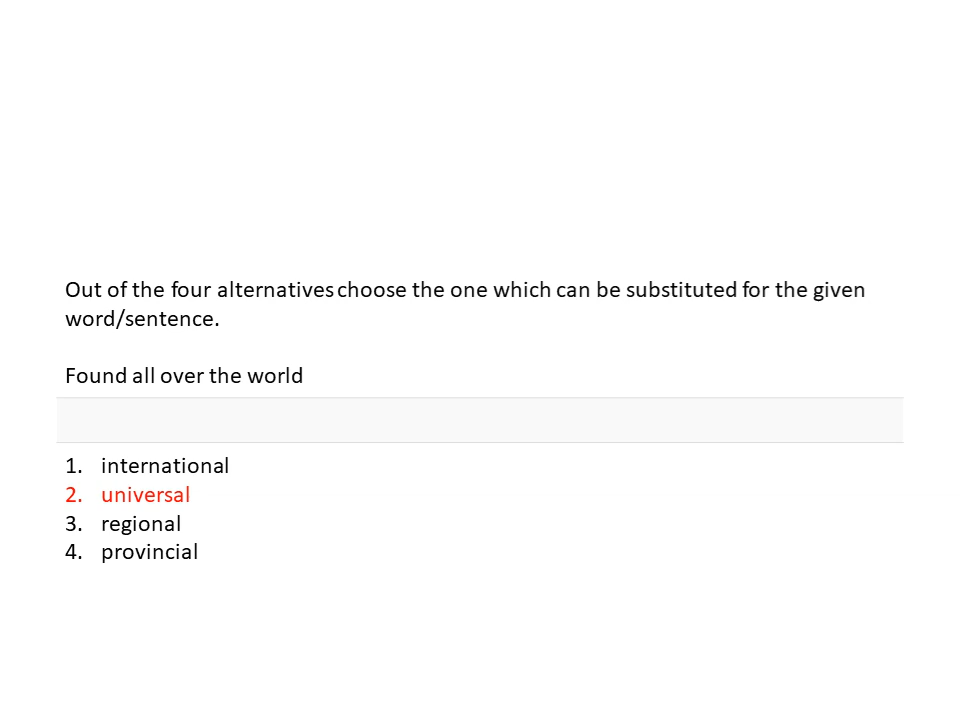 Out of the four alternatives choose the one which can be substituted for the given
word/sentence.
Found all over the world
1. international
2. universal
3. regional
4. provincial